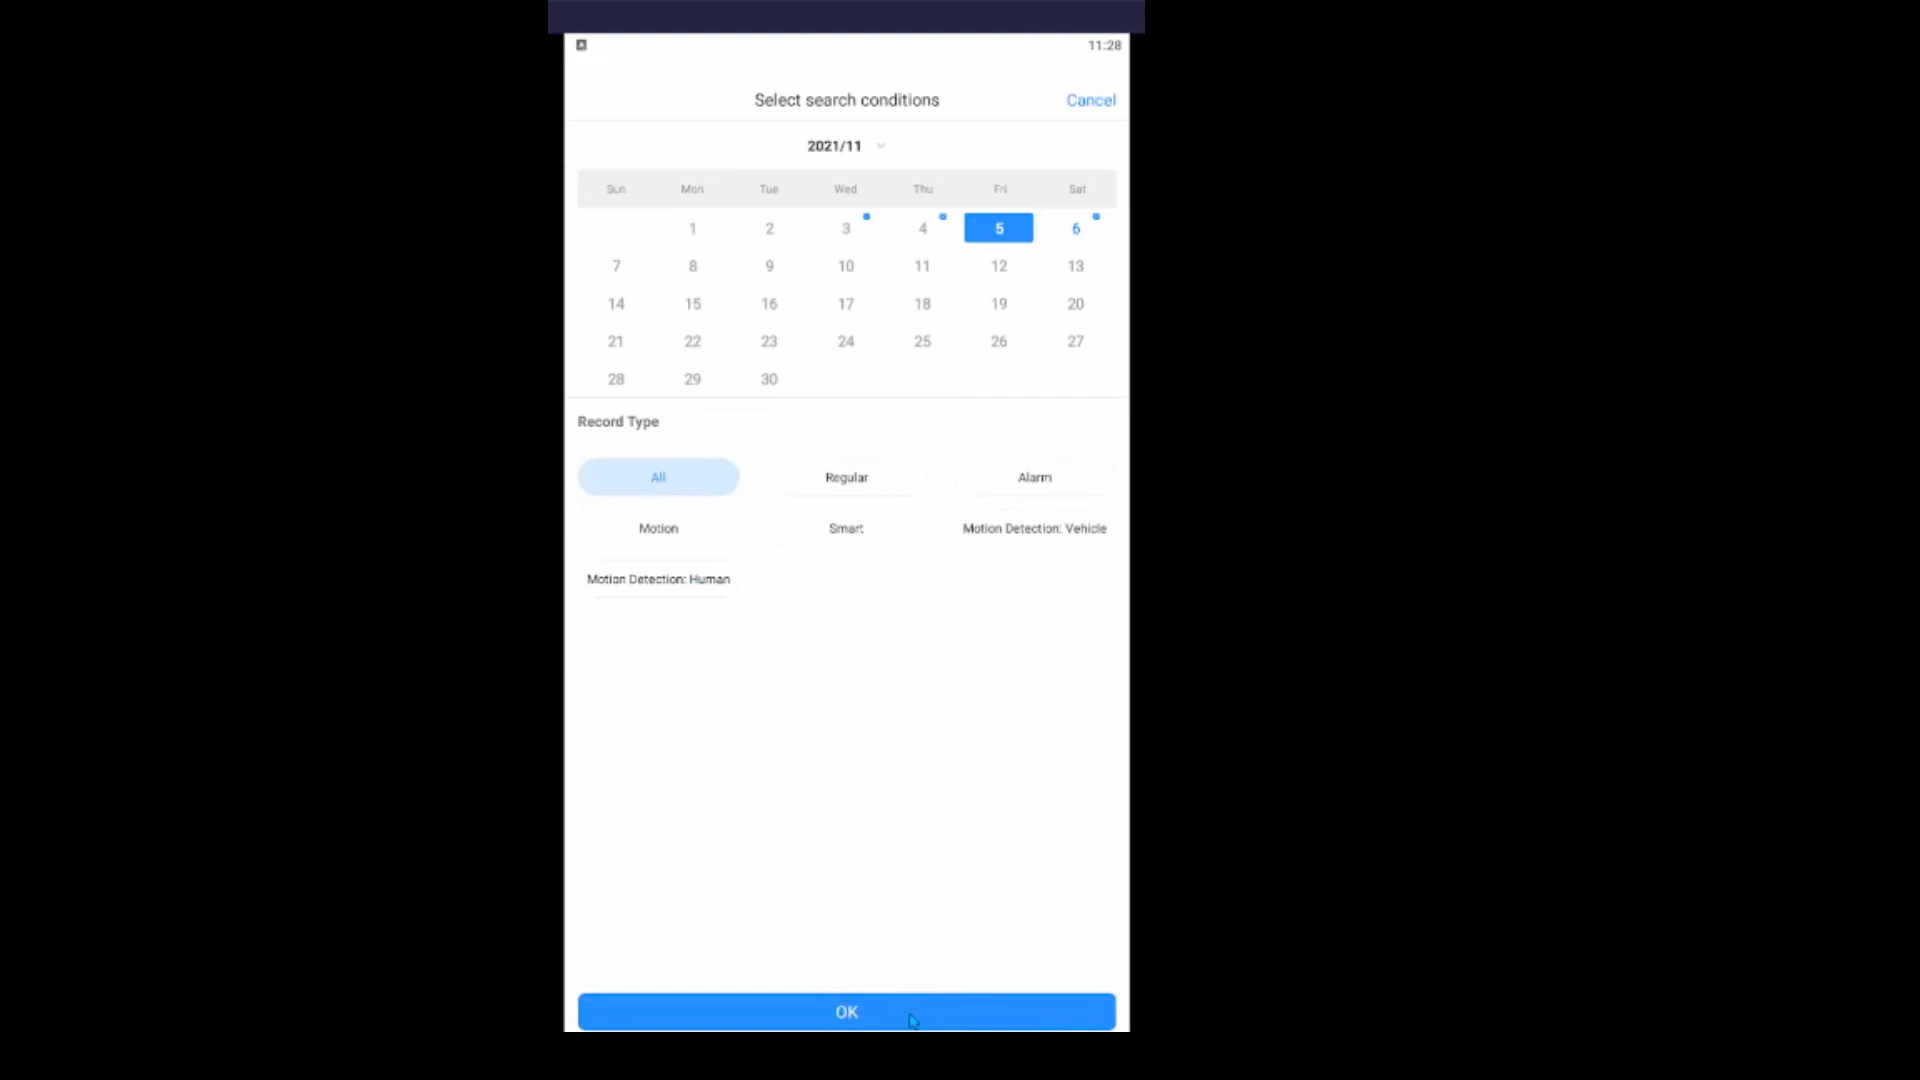 11:28
Select search conditions Cancel
2021/11
Sun Mon Tue Wed Thu Fri Sat
1 2 3 4 5 6
7 8 9 10 11 12 13
14 15 16 17 18 19 20
21 22 23 24 25 26 27
28 29 30
Record Type
All Regular Alarm
Motion Smart Motion Detection: Vehicle
Motion Detection: Human
OK